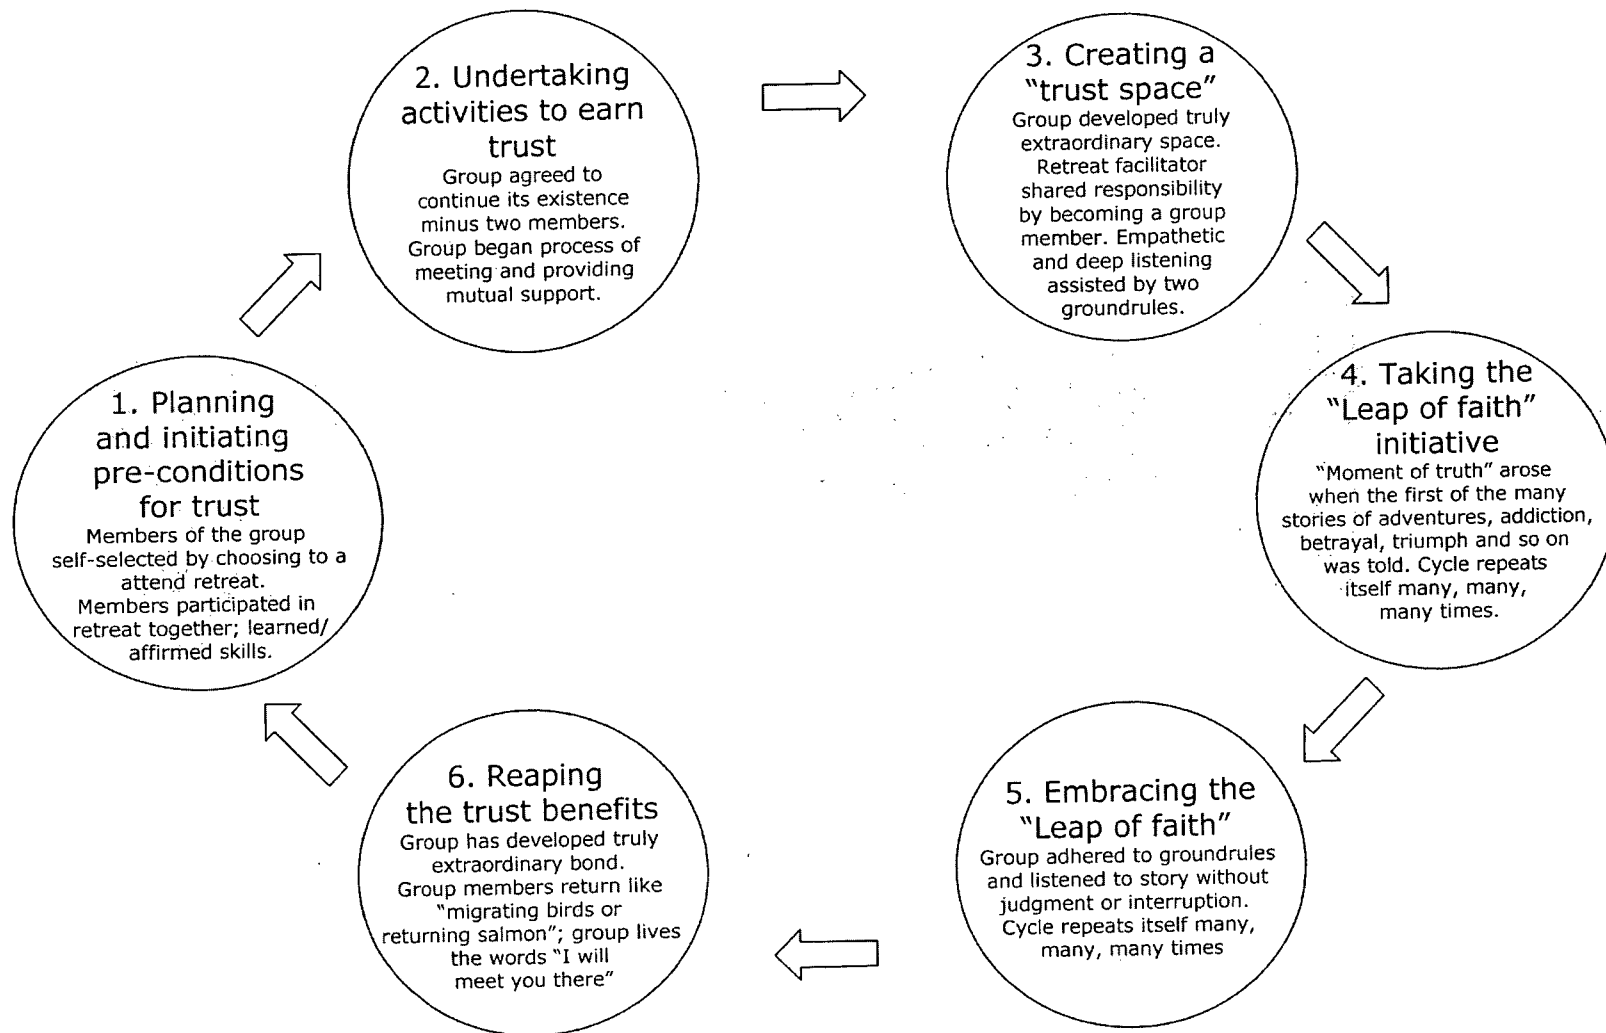 1. Planning
and initiating
pre-conditions
for trust
Members of the group
self-selected by choosing to a
attend retreat.
Members participated in
retreat together; learned/
affirmed skills.
2. Undertaking
activities to earn
trust
Group agreed to
continue its existence
minus two members.
Group began process of
meeting and providing
mutual support.
3. Creating a
“trust space”
Group developed truly
extraordinary space.
Retreat facilitator
shared responsibility
by becoming a group
member. Empathetic
and deep listening
assisted by two
groundrules.
4. Taking the
“Leap of faith”
initiative
“Moment of truth” arose
when the first of the many
stories of adventures, addiction,
betrayal, triumph and so on
was told. Cycle repeats
itself many, many,
many times.
5. Embracing the
“Leap of faith”
Group adhered to groundrules
and listened to story without
judgment or interruption.
Cycle repeats itself many,
many, many times
6. Reaping
the trust benefits
Group has developed truly
extraordinary bond.
Group members return like
“migrating birds or
returning salmon”; group lives
the words “I will
meet you there”